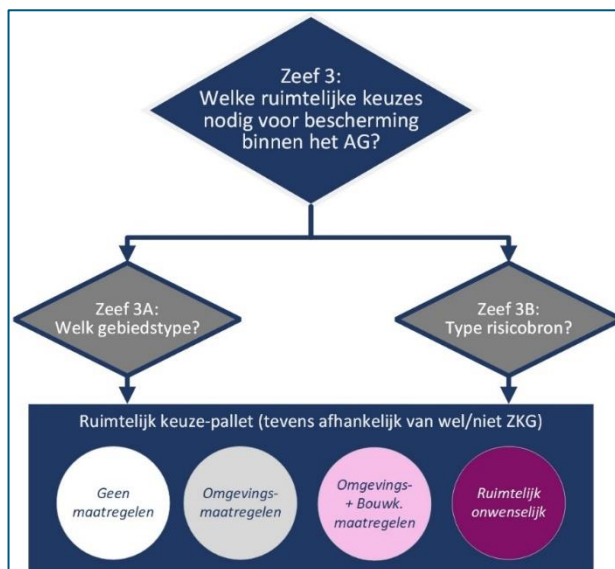 Zeef 3:
Welke ruimtelijke keuzes
nodig voor bescherming
binnen het AG?
Zeef 3A:
Welk gebiedstype?
Zeef 3B:
Type risicobron?
Ruimtelijk keuze-pallet (tevens afhankelijk van wel/niet ZKG)
Geen
maatregelen
Omgevings-
maatregelen
Omgevings-
+ Bouwk.
maatregelen
Ruimtelijk
onwenselijk